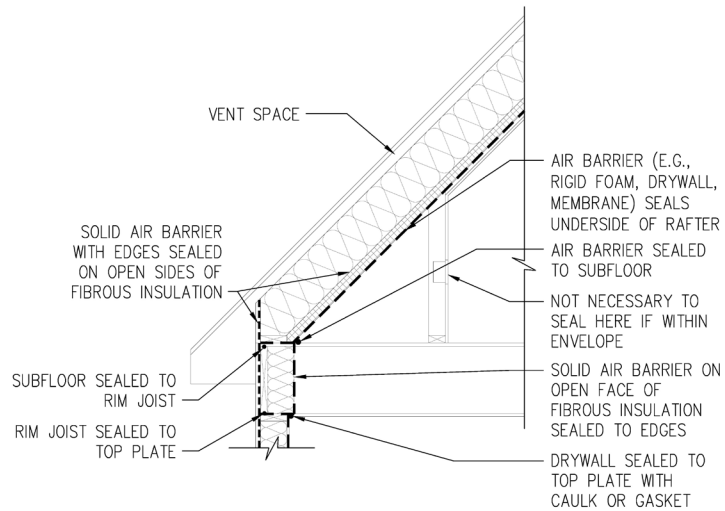 VENT SPACE
SOLID AIR BARRIER
WITH EDGES SEALED
ON OPEN SIDES OF
FIBROUS INSULATION
SUBFLOOR SEALED TO
RIM JOIST
RIM JOIST SEALED TO
TOP PLATE
AIR BARRIER (E.G.,
RIGID FOAM, DRYWALL,
MEMBRANE) SEALS
UNDERSIDE OF RAFTER
AIR BARRIER SEALED
TO SUBFLOOR
NOT NECESSARY TO
SEAL HERE IF WITHIN
ENVELOPE
SOLID AIR BARRIER ON
OPEN FACE OF
FIBROUS INSULATION
SEALED TO EDGES
DRYWALL SEALED TO
TOP PLATE WITH
CAULK OR GASKET